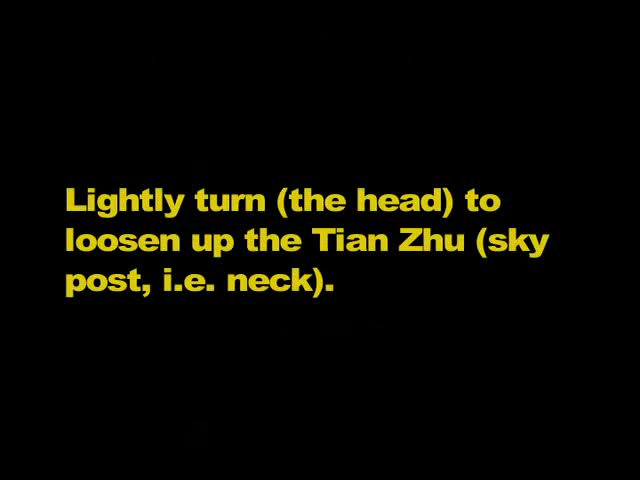 Lightly turn (the head) to
loosen up the Tian Zhu (sky
post, i.e. neck).